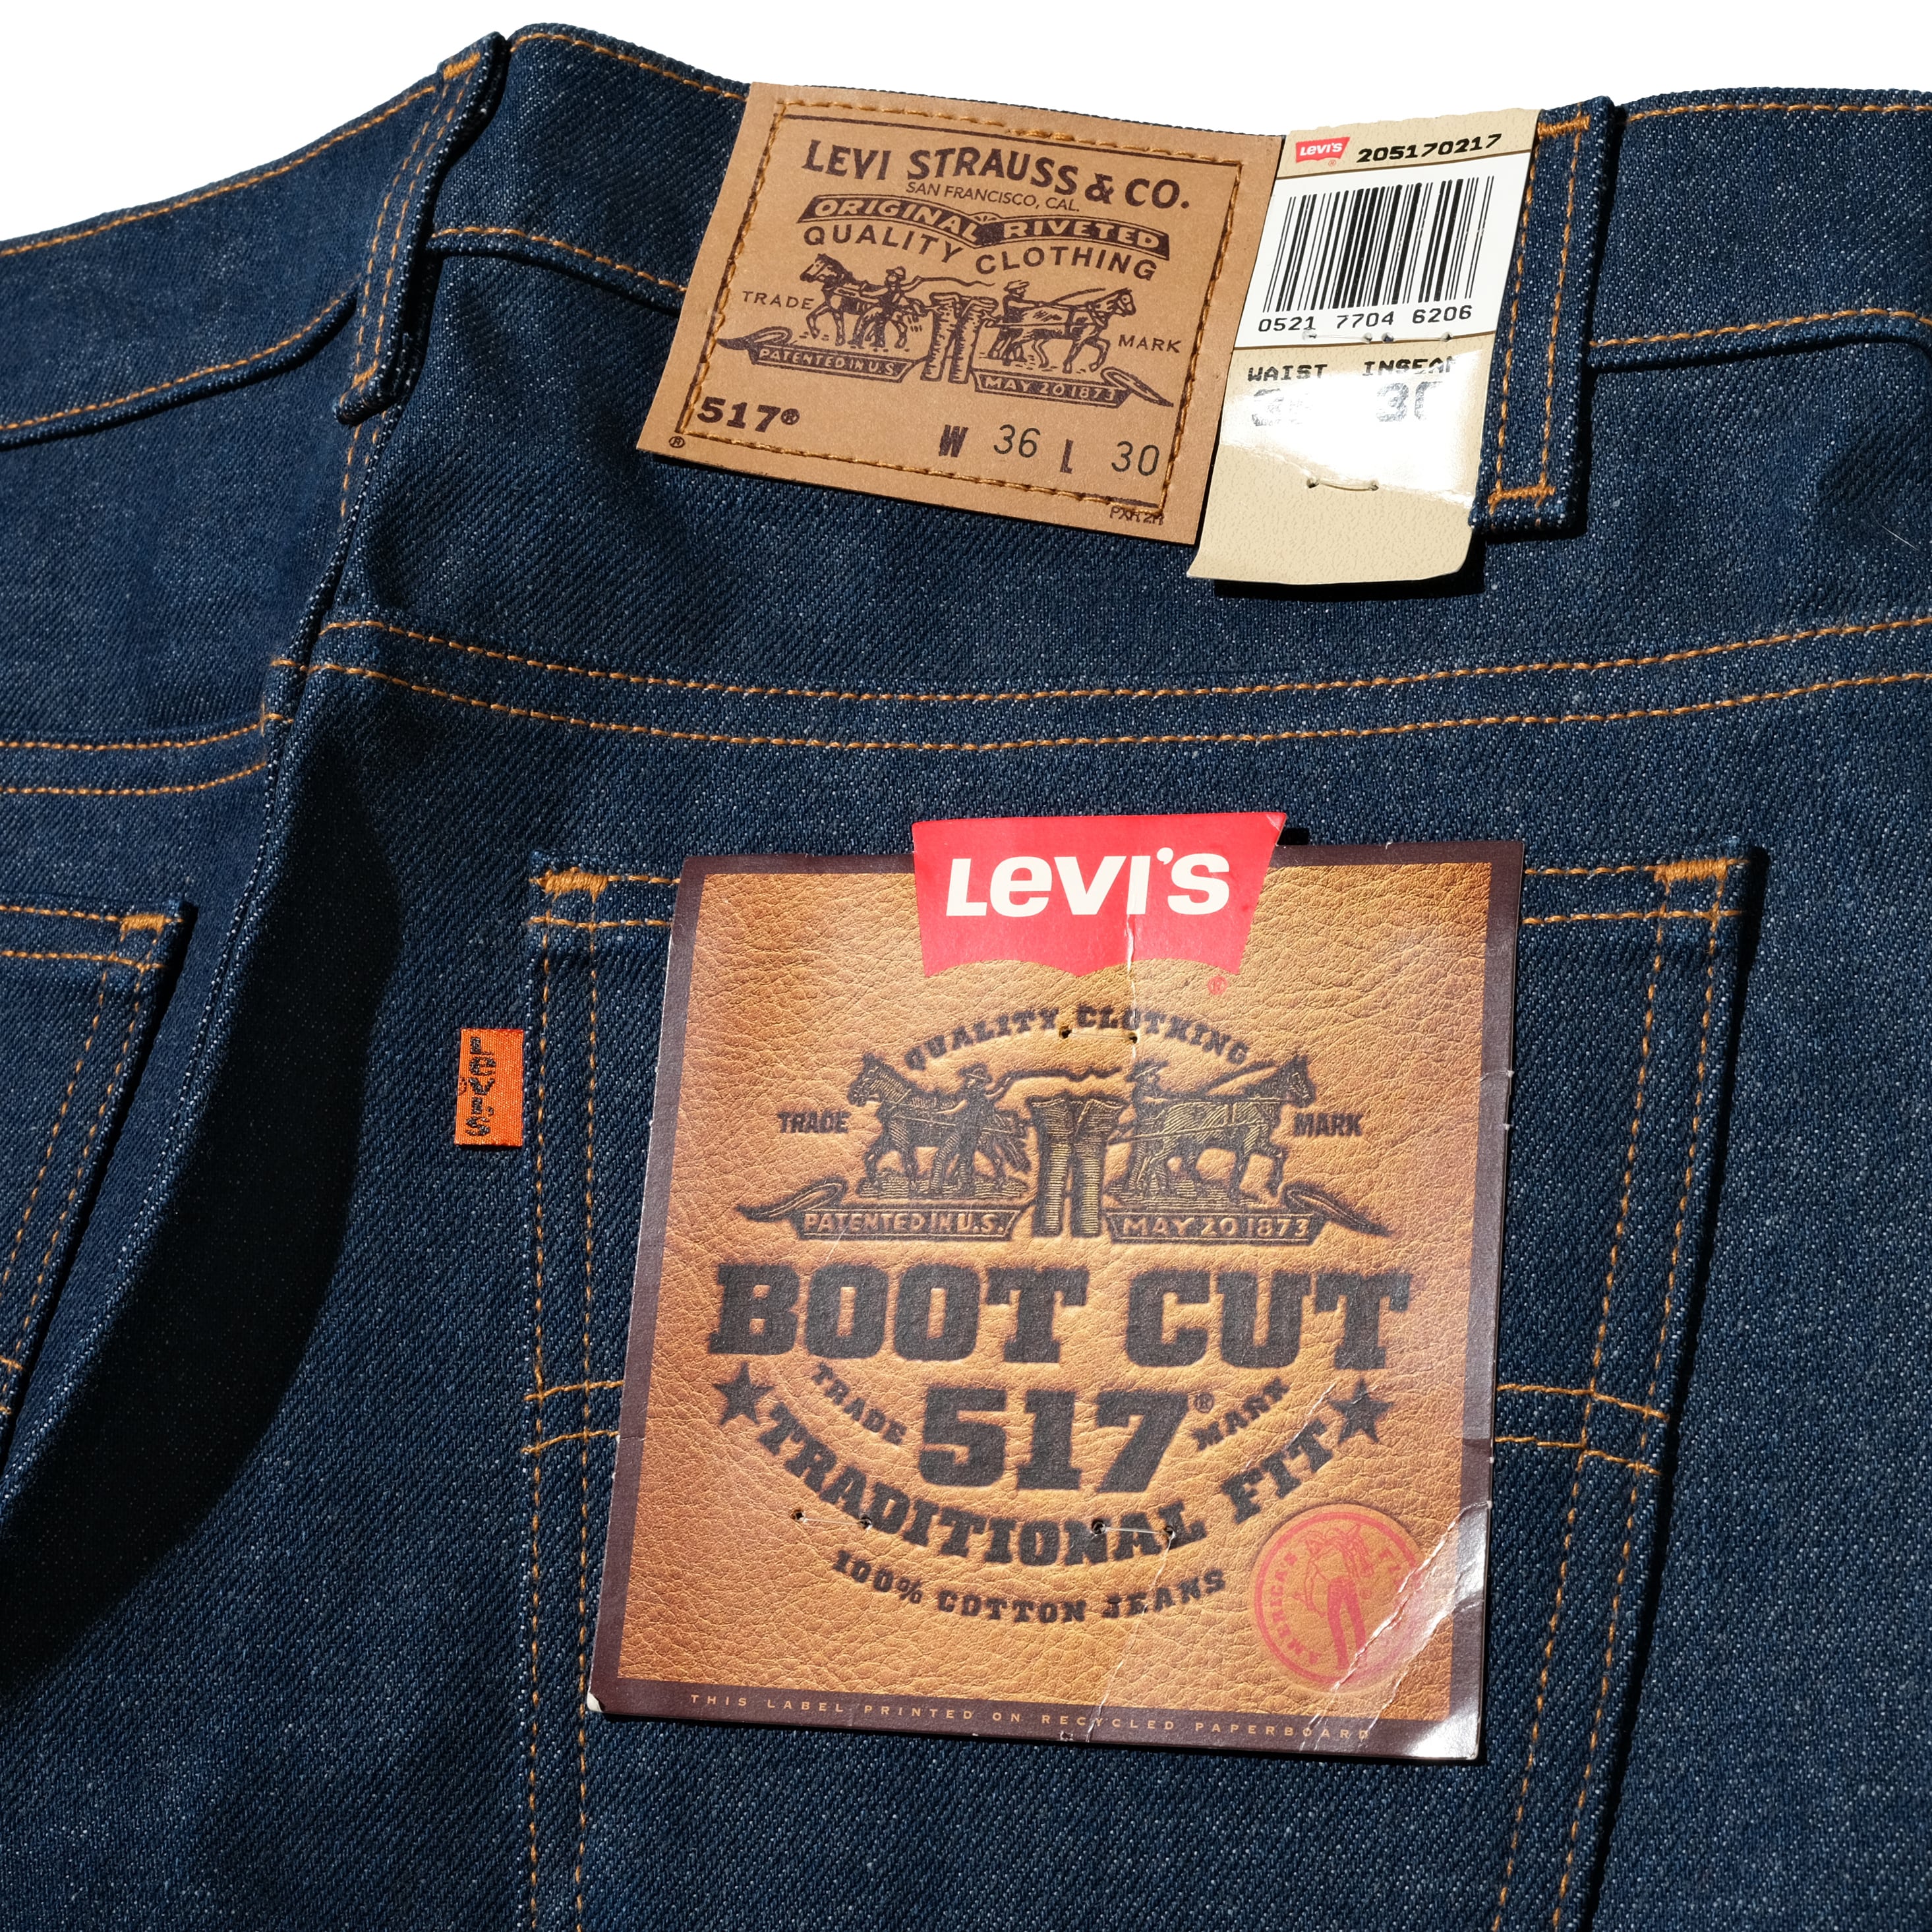 LEVI STRAUSS & CO.
SAN FRANCISCO, CAL.
ORIGINAL RIVETED
QUALITY CLOTHING
TRADE MARK
PATENTED IN U.S. MAY 20 1873
517®
W 36 L 30
®
LEVI'S
®
205170217
0521 7704 6206
WAIST
30
LEVI'S
LEVI'S
®
QUALITY CLOTHING
TRADE MARK
PATENTED IN U.S. MAY 20 1873
BOOT CUT
TRADE 517® MARK
TRADITIONAL FIT
100% COTTON JEANS
AMERICA'S
THIS LABEL PRINTED ON RECYCLED PAPERBOARD